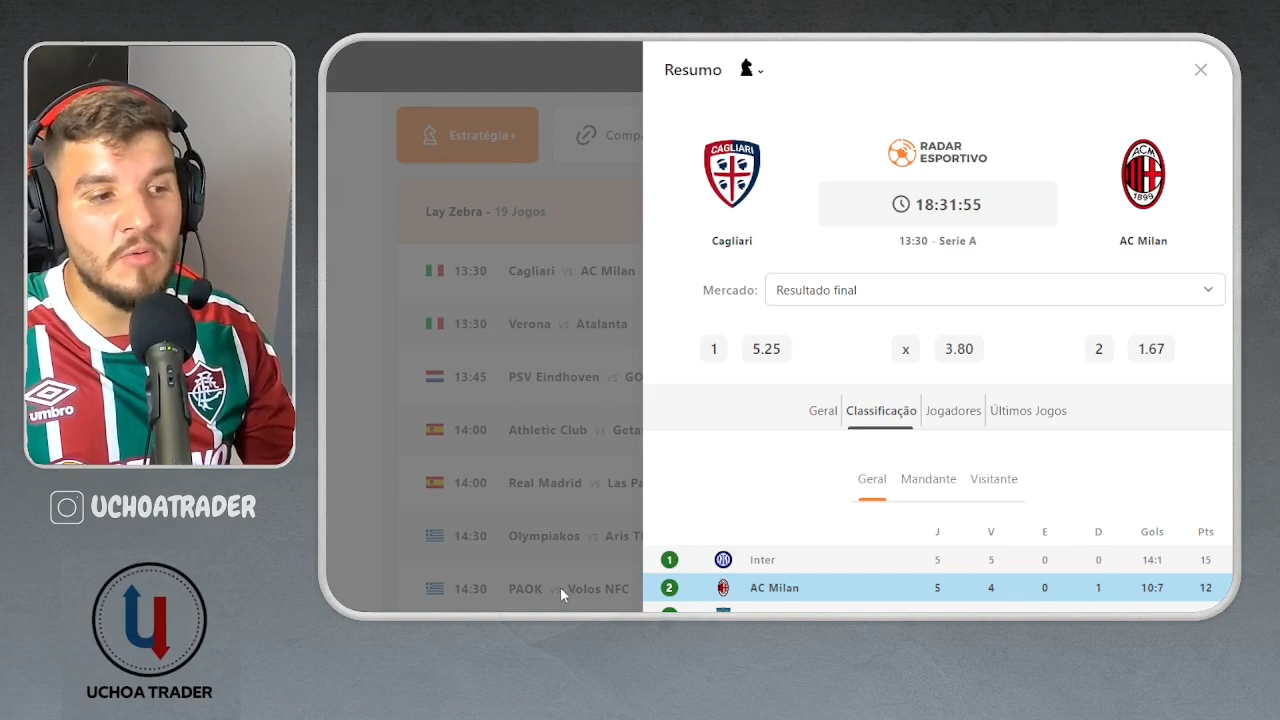 umbro
UCHOATRADER
U
UCHOA TRADER
Estratégia+
Compa
Lay Zebra - 19 Jogos
13:30 Cagliari vs AC Milan
13:30 Verona vs Atalanta
13:45 PSV Eindhoven vs GO
14:00 Athletic Club vs Geta
14:00 Real Madrid vs Las Pa
14:30 Olympiakos vs Aris T
14:30 PAOK vs Volos NFC
Resumo
CAGLIARI
RADAR
ESPORTIVO
ACM
1899
18:31:55
Cagliari
13:30 - Serie A
AC Milan
Mercado: Resultado final
1 5.25 x 3.80 2 1.67
Geral Classificação Jogadores Últimos Jogos
Geral Mandante Visitante
J V E D Gols Pts
1 Inter 5 5 0 0 14:1 15
2 AC Milan 5 4 0 1 10:7 12